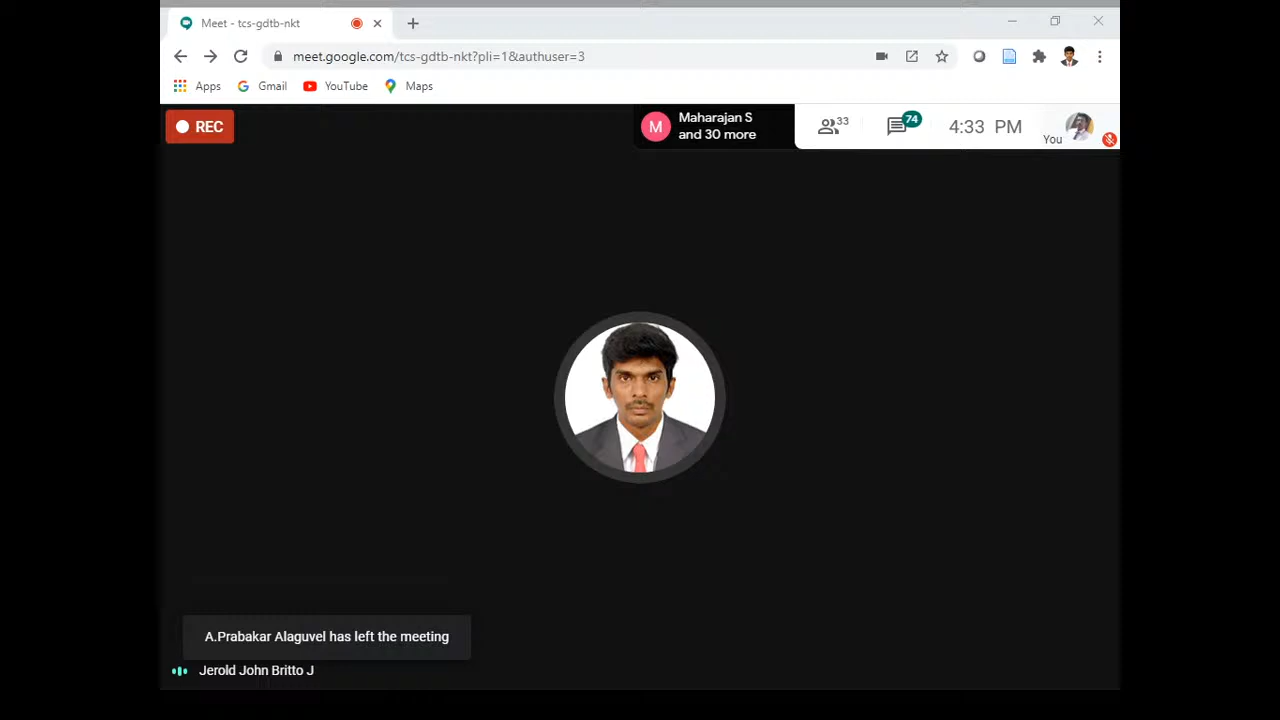 Meet - tcs-gdtb-nkt
meet.google.com/tcs-gdtb-nkt?pli=1&authuser=3
Apps Gmail YouTube Maps
REC
M Maharajan S
and 30 more
33
74
4:33 PM
You
A.Prabakar Alaguvel has left the meeting
Jerold John Britto J